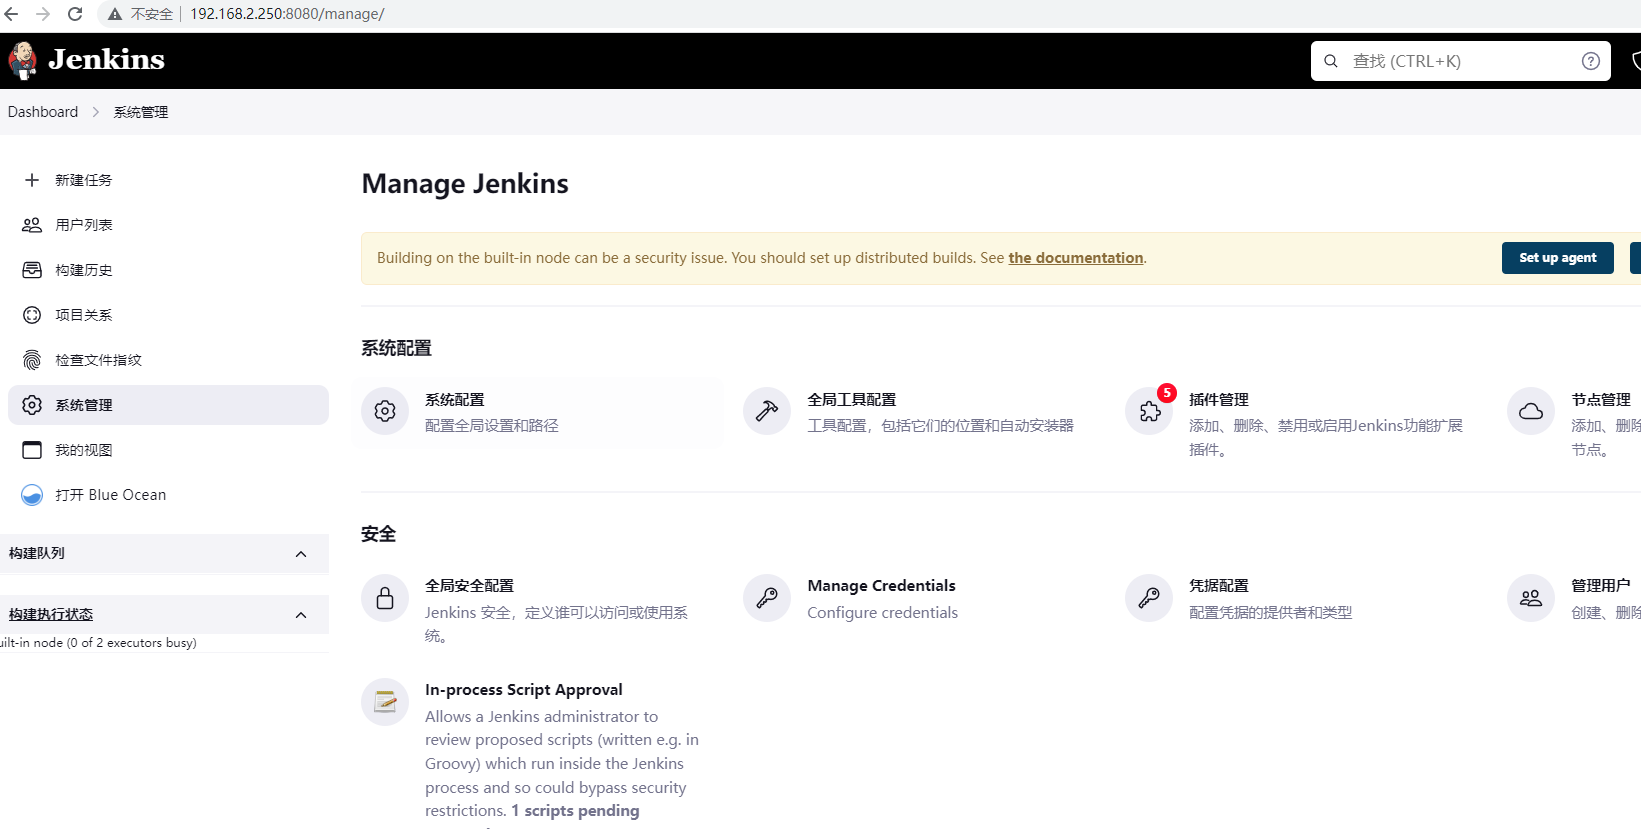 不安全 192.168.2.250:8080/manage/
Jenkins
查找 (CTRL+K)
Dashboard
系统管理
新建任务
用户列表
构建历史
项目关系
检查文件指纹
系统管理
我的视图
打开 Blue Ocean
构建队列
构建执行状态
uilt-in node (0 of 2 executors busy)
Manage Jenkins
Building on the built-in node can be a security issue. You should set up distributed builds. See the documentation.
Set up agent
系统配置
系统配置
配置全局设置和路径
全局工具配置
工具配置，包括它们的位置和自动安装器
5
插件管理
添加、删除、禁用或启用Jenkins功能扩展
插件。
节点管理
添加、删除
节点。
安全
全局安全配置
Jenkins 安全，定义谁可以访问或使用系
统。
Manage Credentials
Configure credentials
凭据配置
配置凭据的提供者和类型
管理用户
创建、删除
In-process Script Approval
Allows a Jenkins administrator to
review proposed scripts (written e.g. in
Groovy) which run inside the Jenkins
process and so could bypass security
restrictions. 1 scripts pending